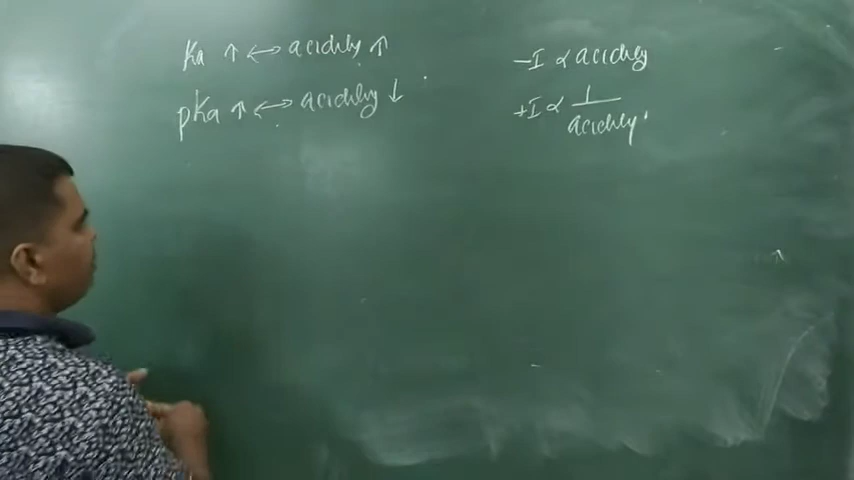 Ka ↑ ↔ acidity ↑
pKa ↑ ↔ acidity ↓
-I ∝ acidity
+I ∝ 1/acidity